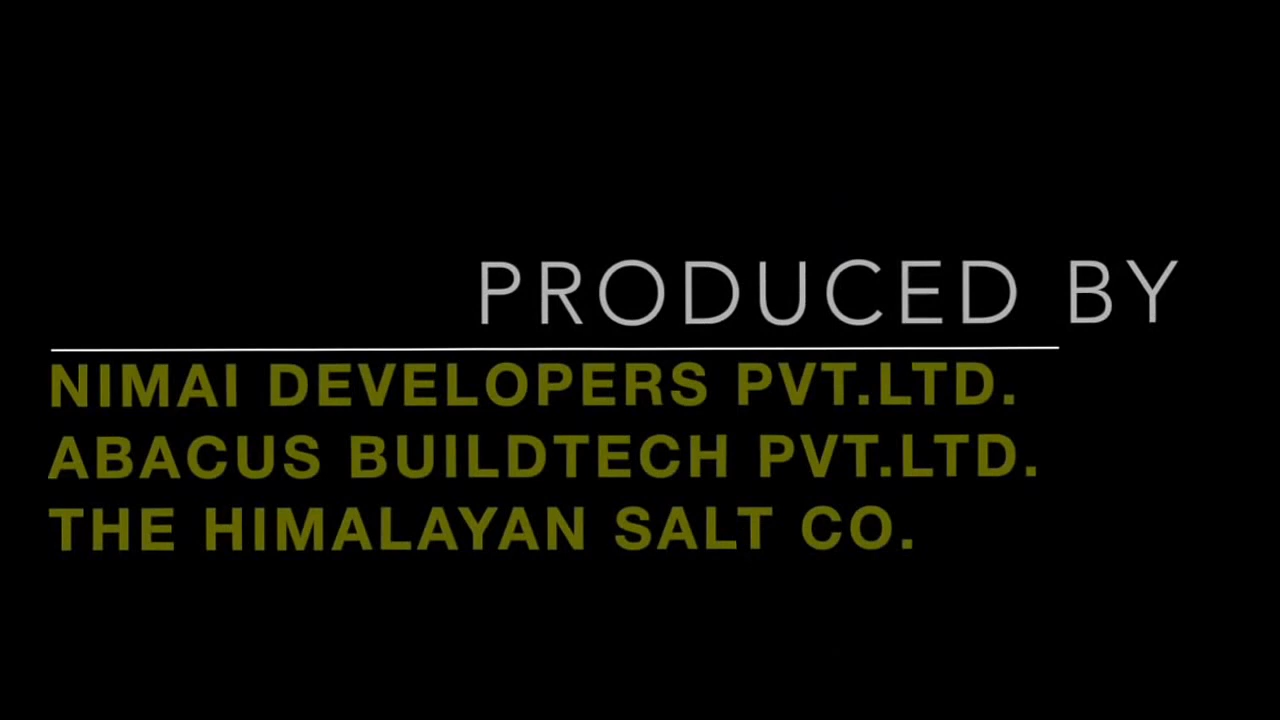 PRODUCED BY
NIMAI DEVELOPERS PVT.LTD.
ABACUS BUILDTECH PVT.LTD.
THE HIMALAYAN SALT CO.